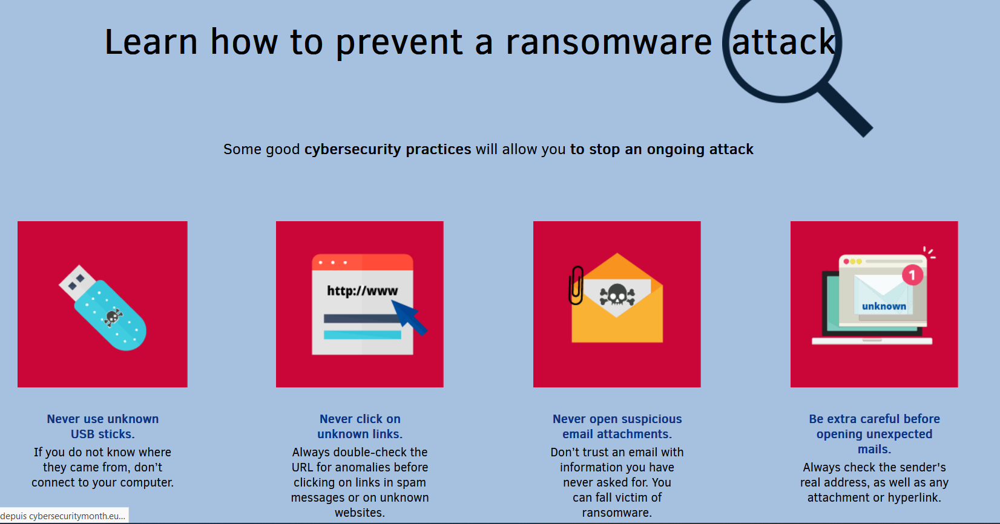 Learn how to prevent a ransomware attack
Some good cybersecurity practices will allow you to stop an ongoing attack
http://www
1
unknown
Never use unknown
USB sticks.
If you do not know where
they came from, don’t
connect to your computer.
Never click on
unknown links.
Always double-check the
URL for anomalies before
clicking on links in spam
messages or on unknown
websites.
Never open suspicious
email attachments.
Don’t trust an email with
information you have
never asked for. You
can fall victim of
ransomware.
Be extra careful before
opening unexpected
mails.
Always check the sender's
real address, as well as any
attachment or hyperlink.
depuis cybersecuritymonth.eu...